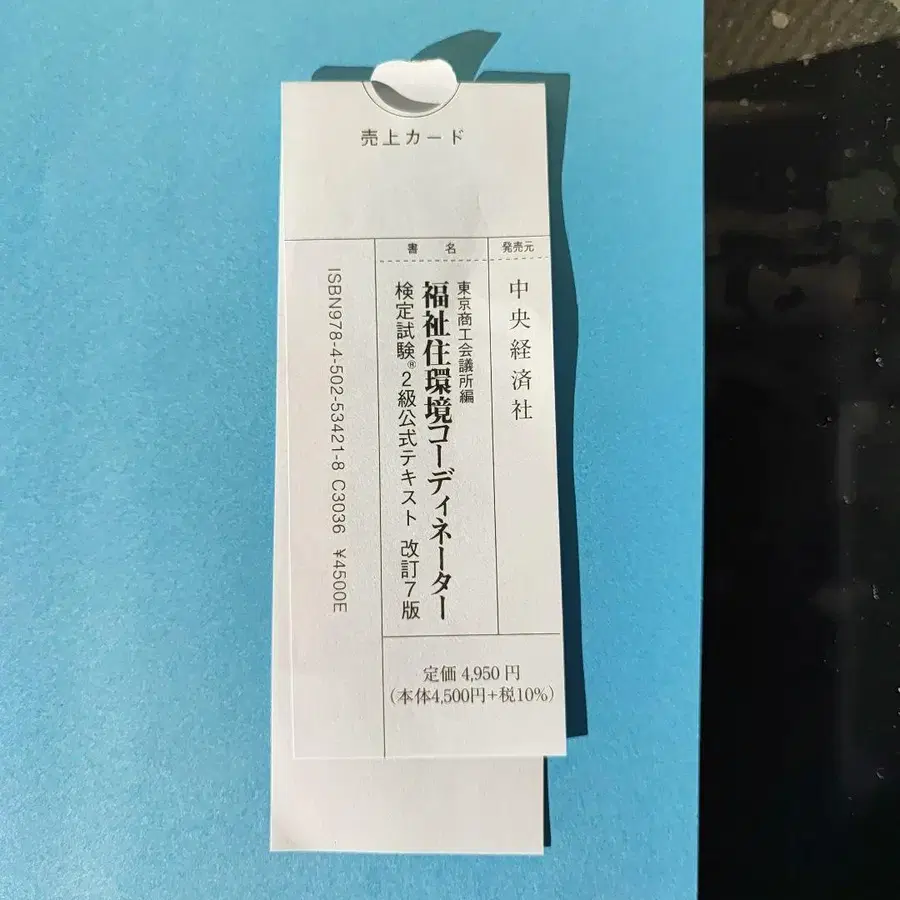 売上カード
発売元
中央経済社
書名
東京商工会議所編
福祉住環境コーディネーター
検定試験®2級公式テキスト 改訂7版
ISBN978-4-502-53421-8 C3036 ¥4500E
定価 4,950 円
(本体4,500円+税10%)